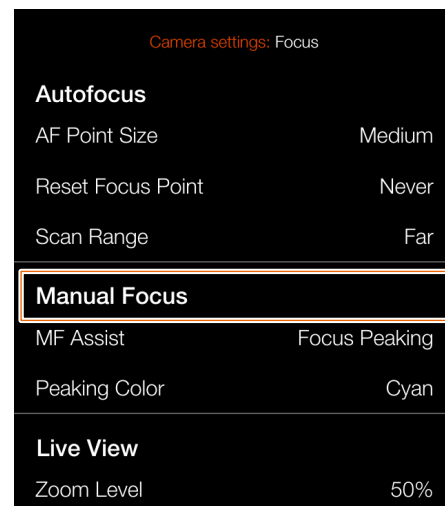 Camera settings: Focus
Autofocus
AF Point Size Medium
Reset Focus Point Never
Scan Range Far
Manual Focus
MF Assist Focus Peaking
Peaking Color Cyan
Live View
Zoom Level 50%